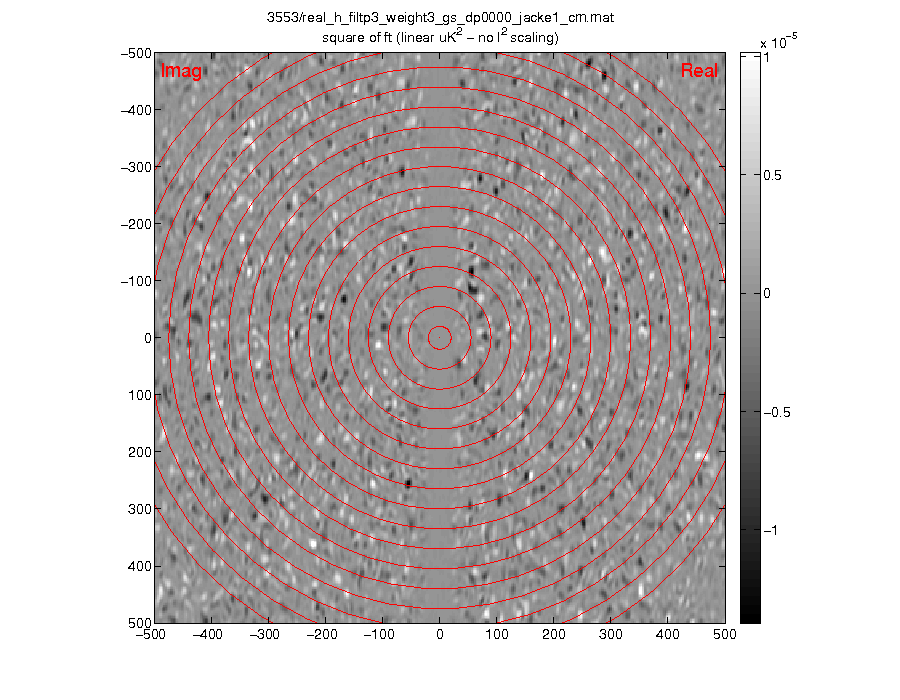 3553/real_h_filtp3_weight3_gs_dp0000_jacke1_cm.mat
square of ft (linear uK² − no l² scaling)
Imag
Real
x 10⁻⁵
−500
−400
−300
−200
−100
0
100
200
300
400
500
−500 −400 −300 −200 −100 0 100 200 300 400 500
1
0.5
0
−0.5
−1